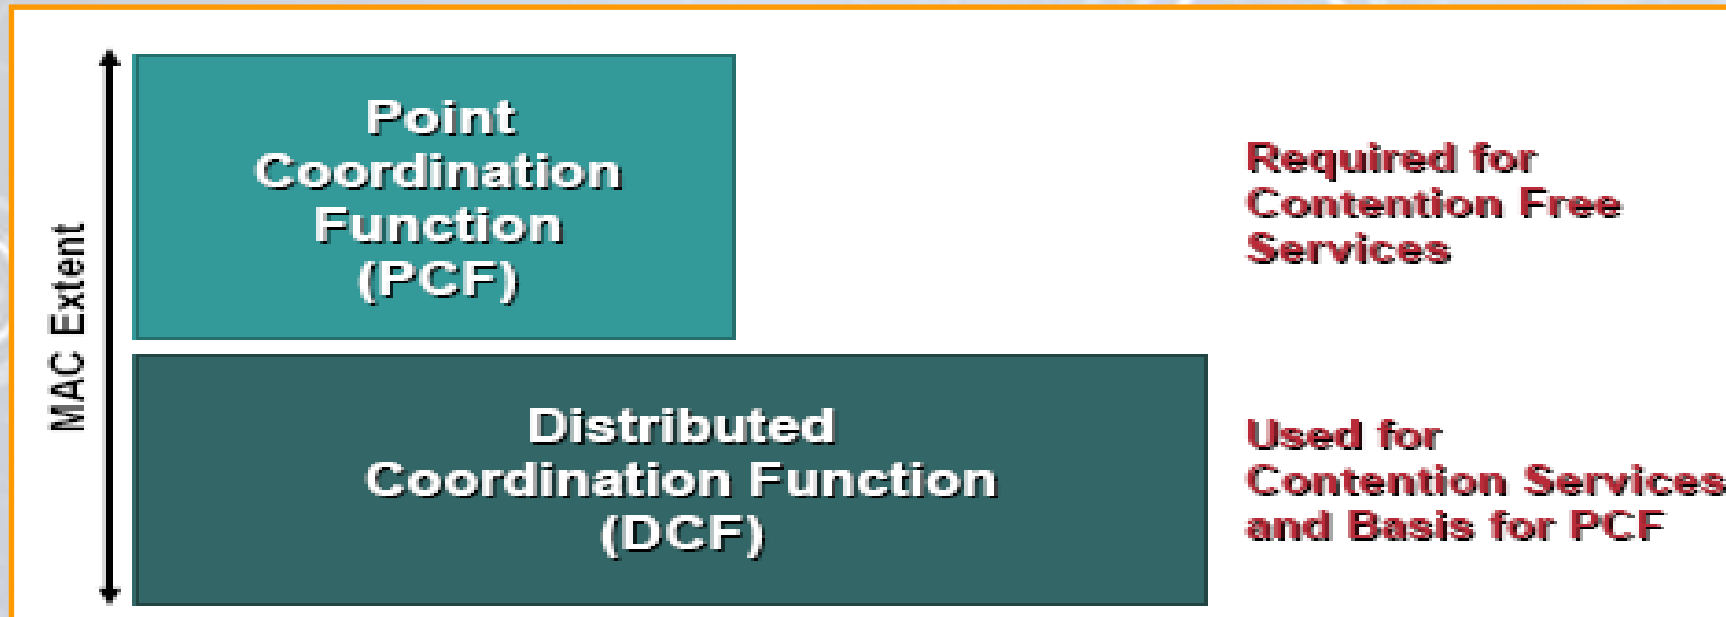 MAC Extent
Point
Coordination
Function
(PCF)
Required for
Contention Free
Services
Distributed
Coordination Function
(DCF)
Used for
Contention Services
and Basis for PCF